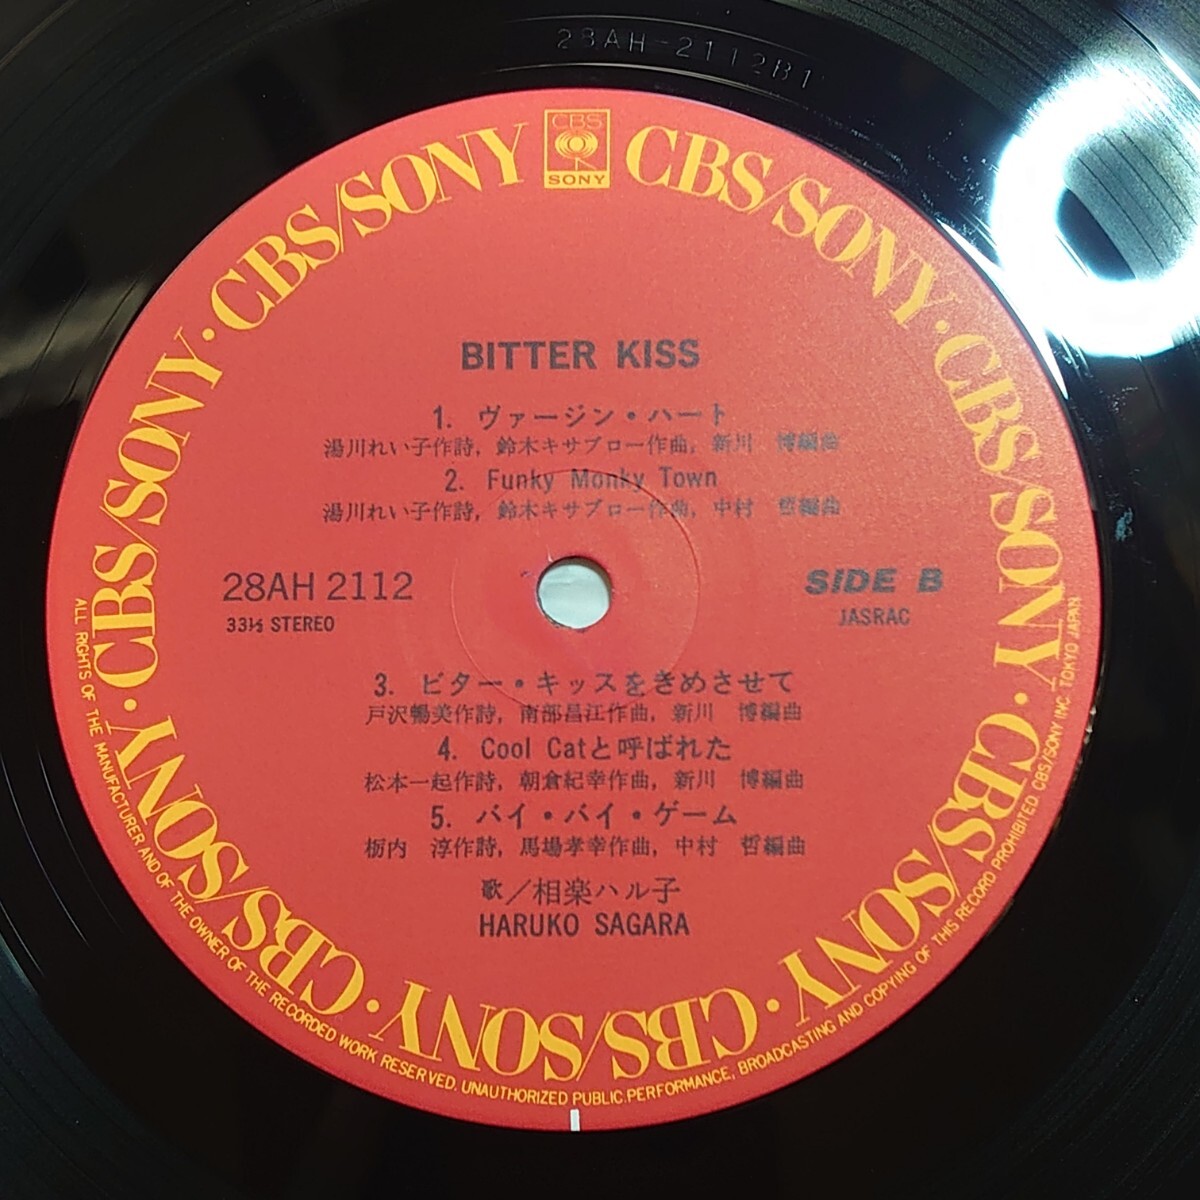 28AH-2112B1
CBS
SONY
CBS/SONY · CBS/SONY · CBS/SONY · CBS/SONY · CBS/SONY · CBS/SONY · CBS/SONY · CBS/SONY · CBS/SONY
BITTER KISS
1. ヴァージン・ハート
湯川れい子作詩, 鈴木キサブロー作曲, 新川 博編曲
2. Funky Monky Town
湯川れい子作詩, 鈴木キサブロー作曲, 中村 哲編曲
28AH 2112
33⅓ STEREO
SIDE B
JASRAC
3. ビター・キッスをきめさせて
戸沢暢美作詩, 南部昌江作曲, 新川 博編曲
4. Cool Catと呼ばれた
松本一起作詩, 朝倉紀幸作曲, 新川 博編曲
5. バイ・バイ・ゲーム
栃内 淳作詩, 馬場孝幸作曲, 中村 哲編曲
歌／相楽ハル子
HARUKO SAGARA
ALL RIGHTS OF THE MANUFACTURER AND OF THE OWNER OF THE RECORDED WORK RESERVED. UNAUTHORIZED PUBLIC PERFORMANCE, BROADCASTING AND COPYING OF THIS RECORD PROHIBITED CBS/SONY INC. TOKYO JAPAN